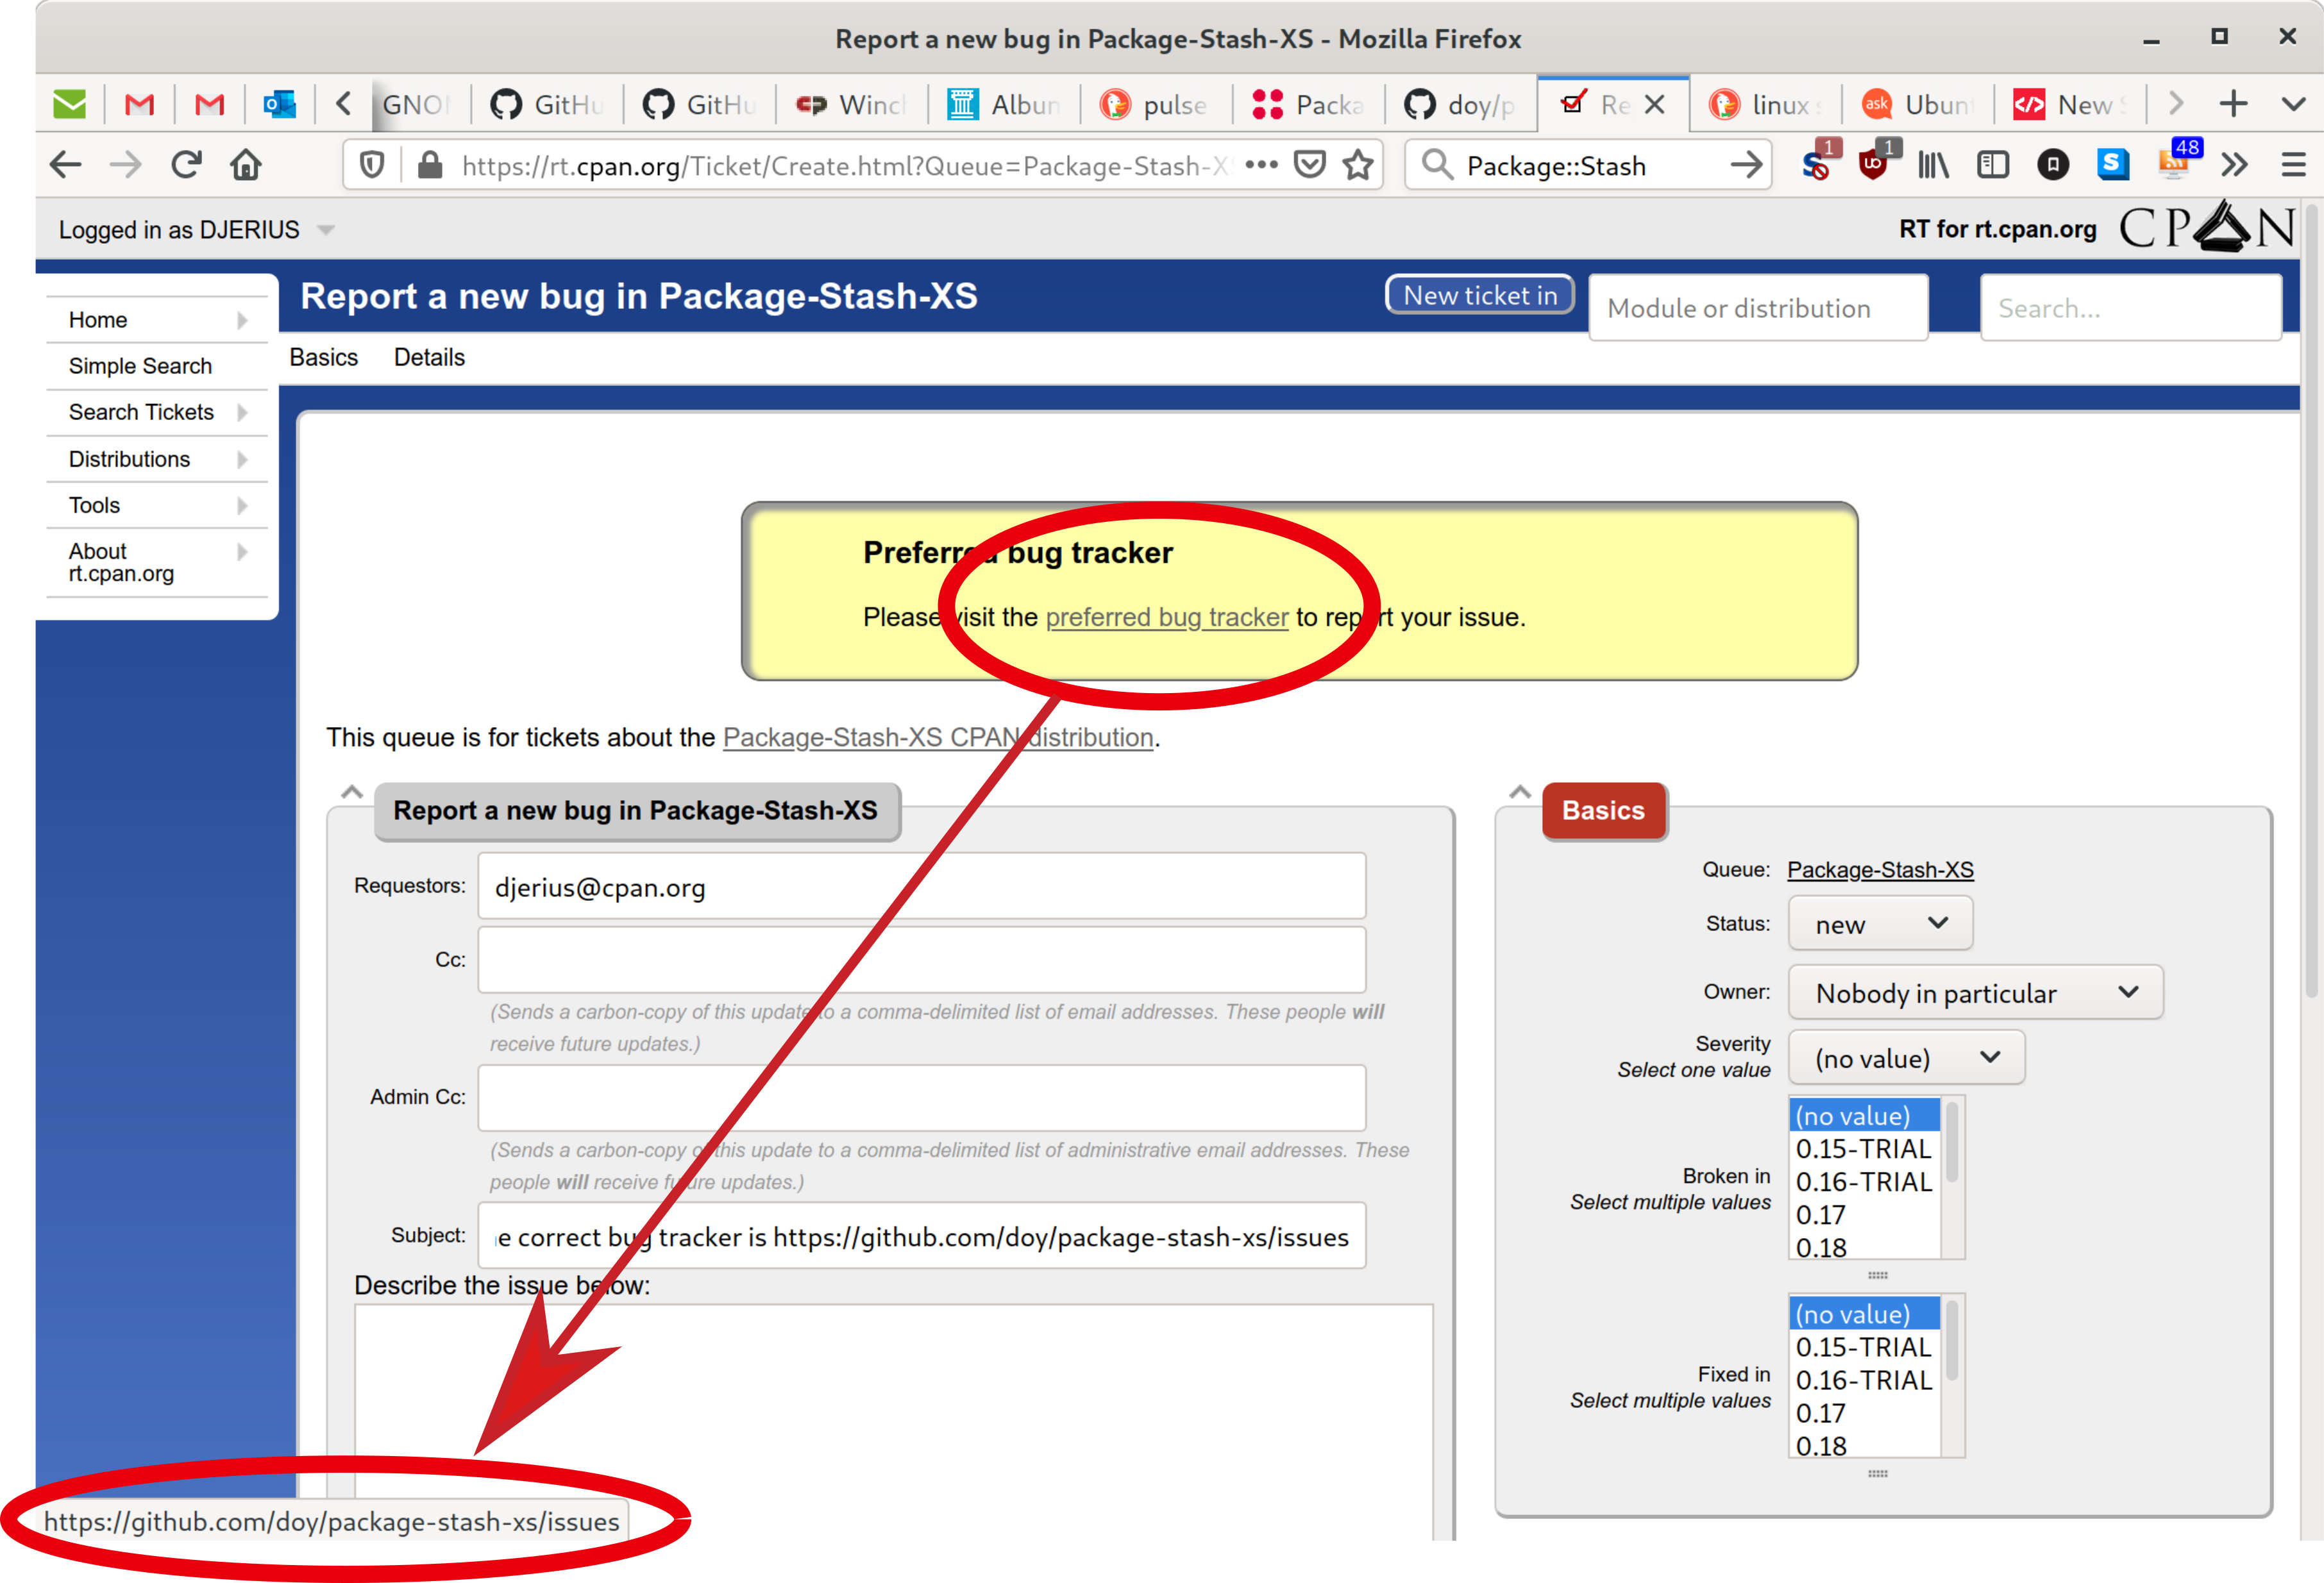 Report a new bug in Package-Stash-XS - Mozilla Firefox
GNO
GitHu
GitHu
Winc
Albu
pulse
Packa
doy/p
Re
linux s
ask
Ubun
New S
https://rt.cpan.org/Ticket/Create.html?Queue=Package-Stash-X
Package::Stash
1
1
48
Logged in as DJERIUS
RT for rt.cpan.org
CPAN
Report a new bug in Package-Stash-XS
New ticket in
Module or distribution
Search...
Home
Simple Search
Search Tickets
Distributions
Tools
About
rt.cpan.org
Basics Details
Preferred bug tracker
Please visit the preferred bug tracker to report your issue.
This queue is for tickets about the Package-Stash-XS CPAN distribution.
Report a new bug in Package-Stash-XS
Requestors: djerius@cpan.org
Cc:
(Sends a carbon-copy of this update to a comma-delimited list of email addresses. These people will
receive future updates.)
Admin Cc:
(Sends a carbon-copy of this update to a comma-delimited list of administrative email addresses. These
people will receive future updates.)
Subject: e correct bug tracker is https://github.com/doy/package-stash-xs/issues
Describe the issue below:
Basics
Queue: Package-Stash-XS
Status: new
Owner: Nobody in particular
Severity
Select one value
(no value)
Broken in
Select multiple values
(no value)
0.15-TRIAL
0.16-TRIAL
0.17
0.18
Fixed in
Select multiple values
(no value)
0.15-TRIAL
0.16-TRIAL
0.17
0.18
https://github.com/doy/package-stash-xs/issues